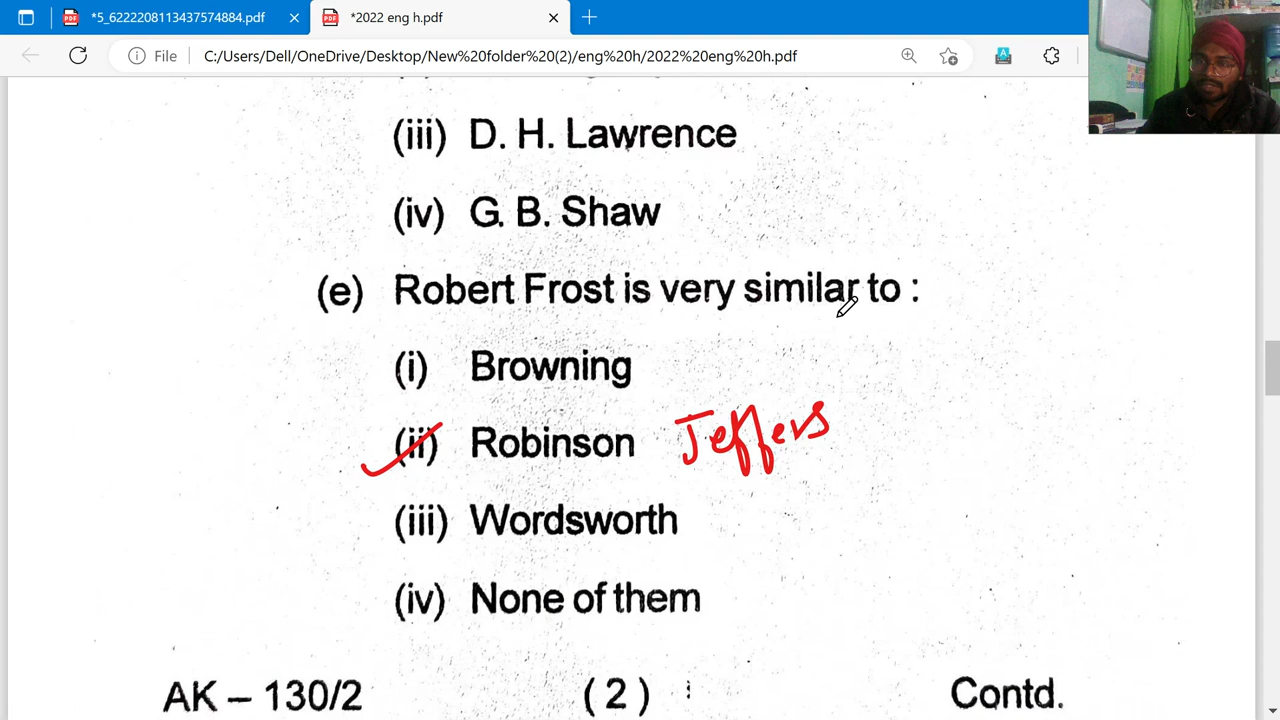 *5_6222208113437574884.pdf
*2022 eng h.pdf
File C:/Users/Dell/OneDrive/Desktop/New%20folder%20(2)/eng%20h/2022%20eng%20h.pdf
(iii) D. H. Lawrence
(iv) G. B. Shaw
(e) Robert Frost is very similar to :
(i) Browning
(ii) Robinson Jeffers
(iii) Wordsworth
(iv) None of them
AK – 130/2 (2) Contd.